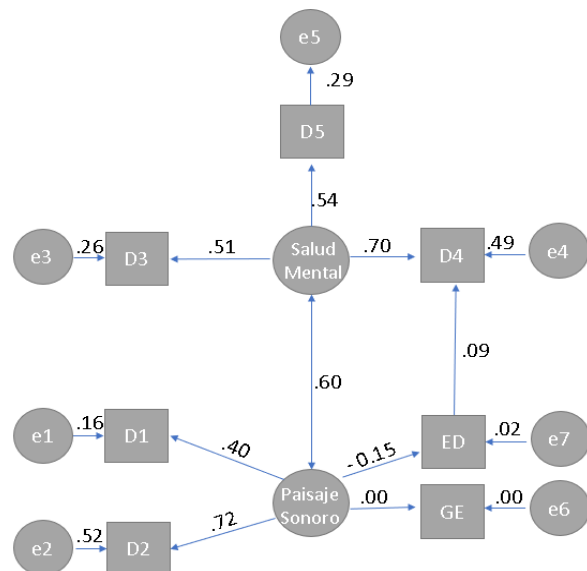 e5
.29
D5
.54
e3
.26
D3
.51
Salud
Mental
.70
D4
.49
e4
.60
.09
e1
.16
D1
.40
- 0.15
ED
.02
e7
Paisaje
Sonoro
.00
GE
.00
e6
e2
.52
D2
.72